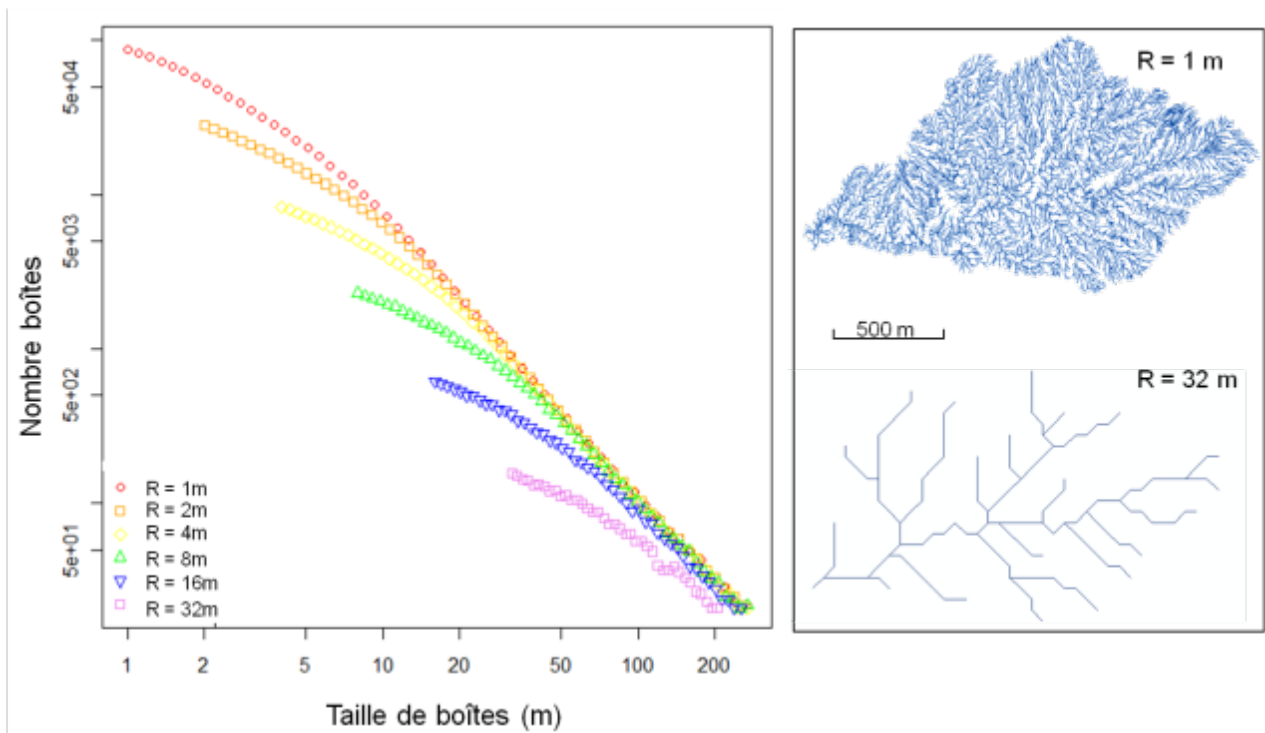 Nombre boîtes
5e+04
5e+03
5e+02
5e+01
R = 1m
R = 2m
R = 4m
R = 8m
R = 16m
R = 32m
1 2 5 10 20 50 100 200
Taille de boîtes (m)
R = 1 m
500 m
R = 32 m